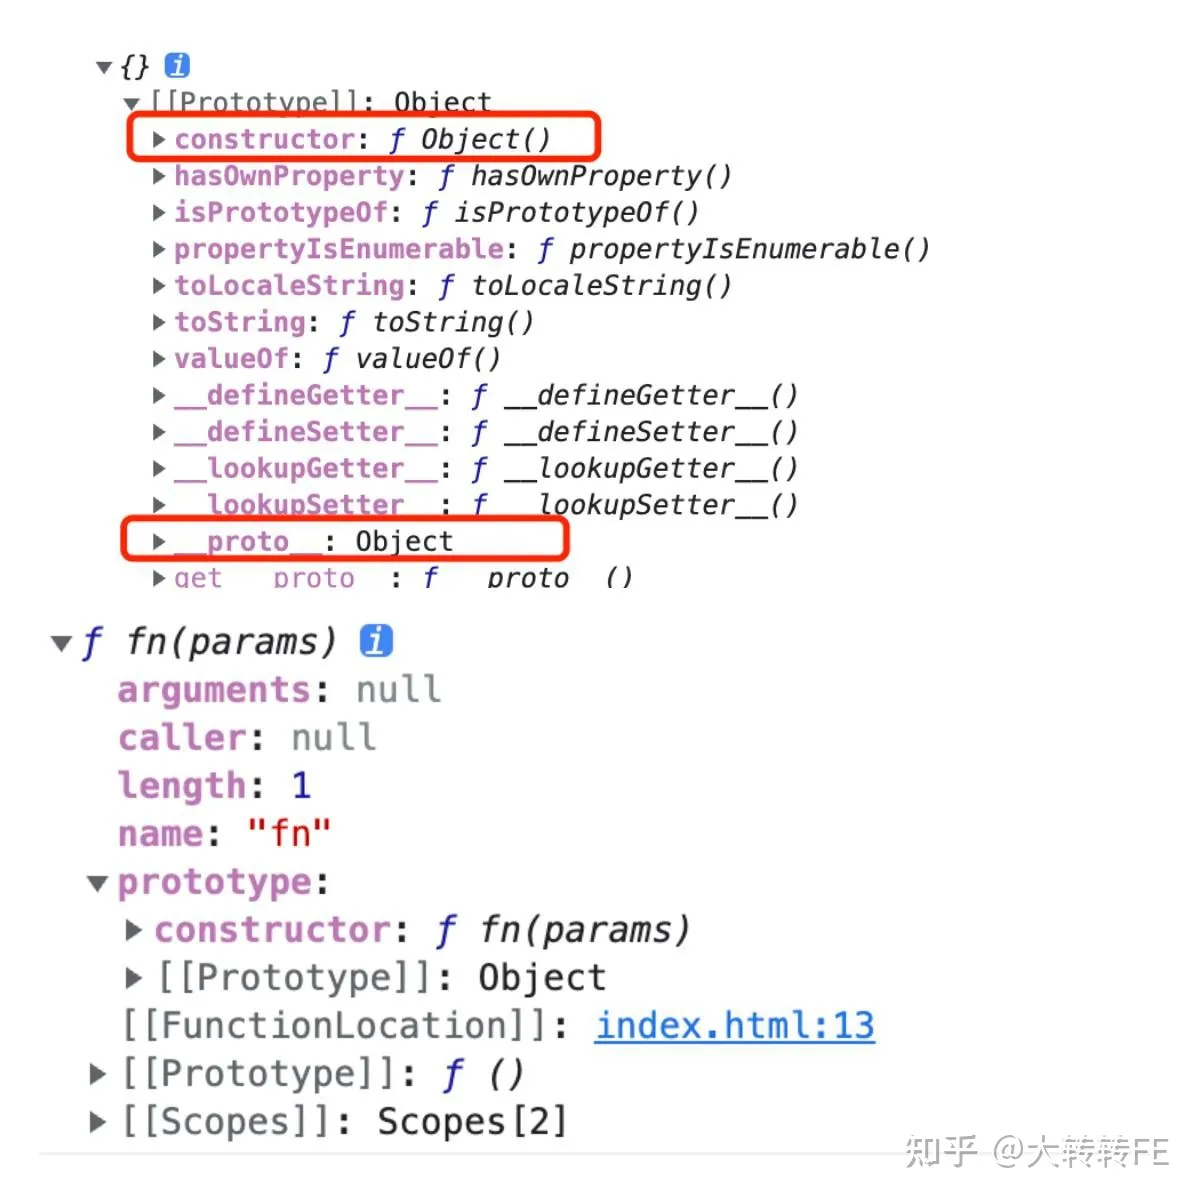 ▼{} i
▼[[Prototype]]: Object
▶constructor: ƒ Object()
▶hasOwnProperty: ƒ hasOwnProperty()
▶isPrototypeOf: ƒ isPrototypeOf()
▶propertyIsEnumerable: ƒ propertyIsEnumerable()
▶toLocaleString: ƒ toLocaleString()
▶toString: ƒ toString()
▶valueOf: ƒ valueOf()
▶__defineGetter__: ƒ __defineGetter__()
▶__defineSetter__: ƒ __defineSetter__()
▶__lookupGetter__: ƒ __lookupGetter__()
▶__lookupSetter__: ƒ __lookupSetter__()
▶__proto__: Object
▶get __proto__: ƒ __proto__()
▼ƒ fn(params) i
arguments: null
caller: null
length: 1
name: "fn"
▼prototype:
▶constructor: ƒ fn(params)
▶[[Prototype]]: Object
[[FunctionLocation]]: index.html:13
▶[[Prototype]]: ƒ ()
▶[[Scopes]]: Scopes[2]
知乎 @大转转FE